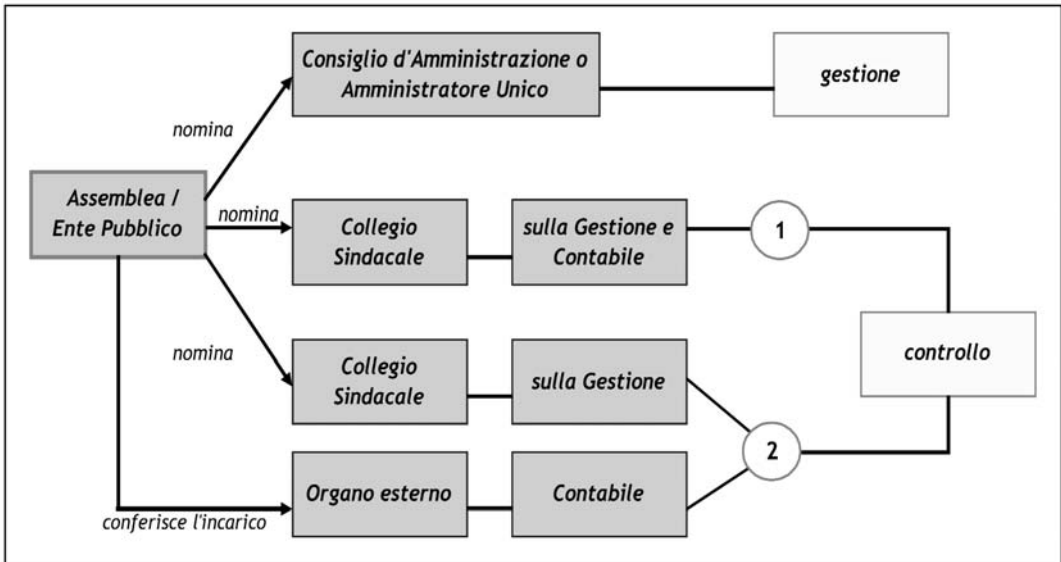 Consiglio d'Amministrazione o
Amministratore Unico
gestione
nomina
Assemblea /
Ente Pubblico
nomina
Collegio
Sindacale
sulla Gestione e
Contabile
1
controllo
nomina
Collegio
Sindacale
sulla Gestione
2
Organo esterno
Contabile
conferisce l'incarico